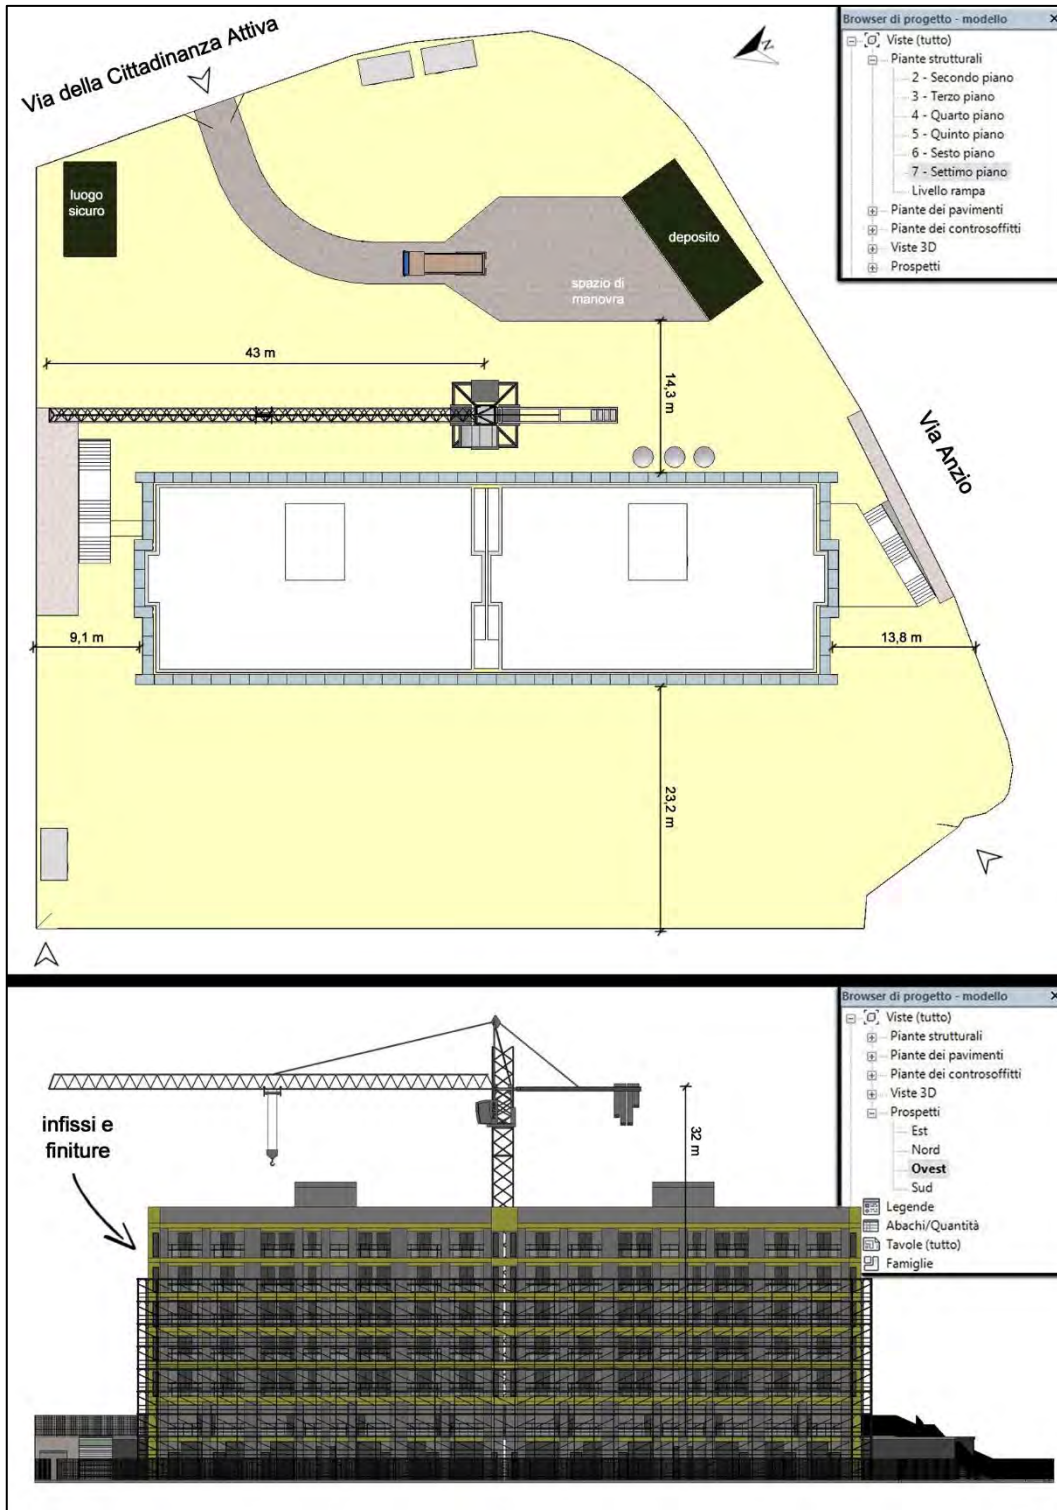 Via della Cittadinanza Attiva
N
luogo
sicuro
deposito
spazio di
manovra
43 m
14,3 m
Via Anzio
9,1 m
13,8 m
23,2 m
Browser di progetto - modello
Viste (tutto)
Piante strutturali
2 - Secondo piano
3 - Terzo piano
4 - Quarto piano
5 - Quinto piano
6 - Sesto piano
7 - Settimo piano
Livello rampa
Piante dei pavimenti
Piante dei controsoffitti
Viste 3D
Prospetti
infissi e
finiture
32 m
Browser di progetto - modello
Viste (tutto)
Piante strutturali
Piante dei pavimenti
Piante dei controsoffitti
Viste 3D
Prospetti
Est
Nord
Ovest
Sud
Legende
Abachi/Quantità
Tavole (tutto)
Famiglie